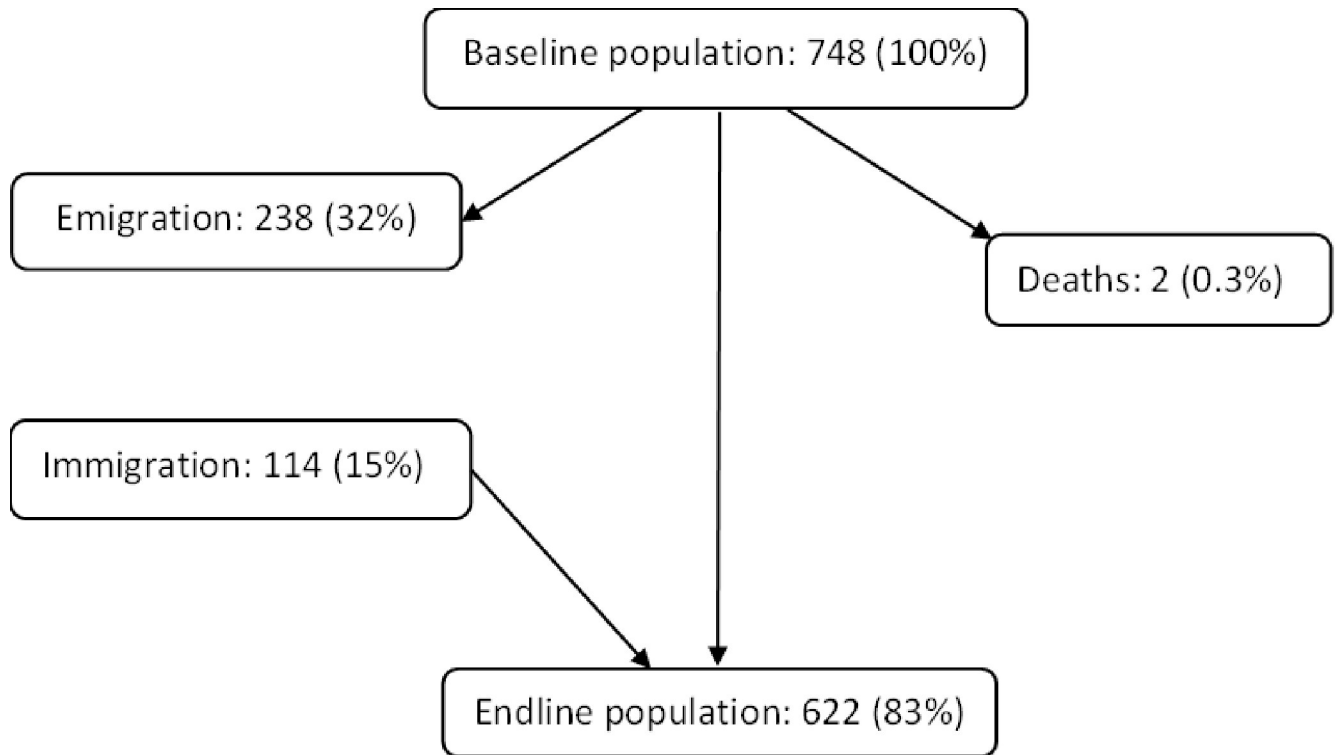 Baseline population: 748 (100%)
Emigration: 238 (32%)
Deaths: 2 (0.3%)
Immigration: 114 (15%)
Endline population: 622 (83%)